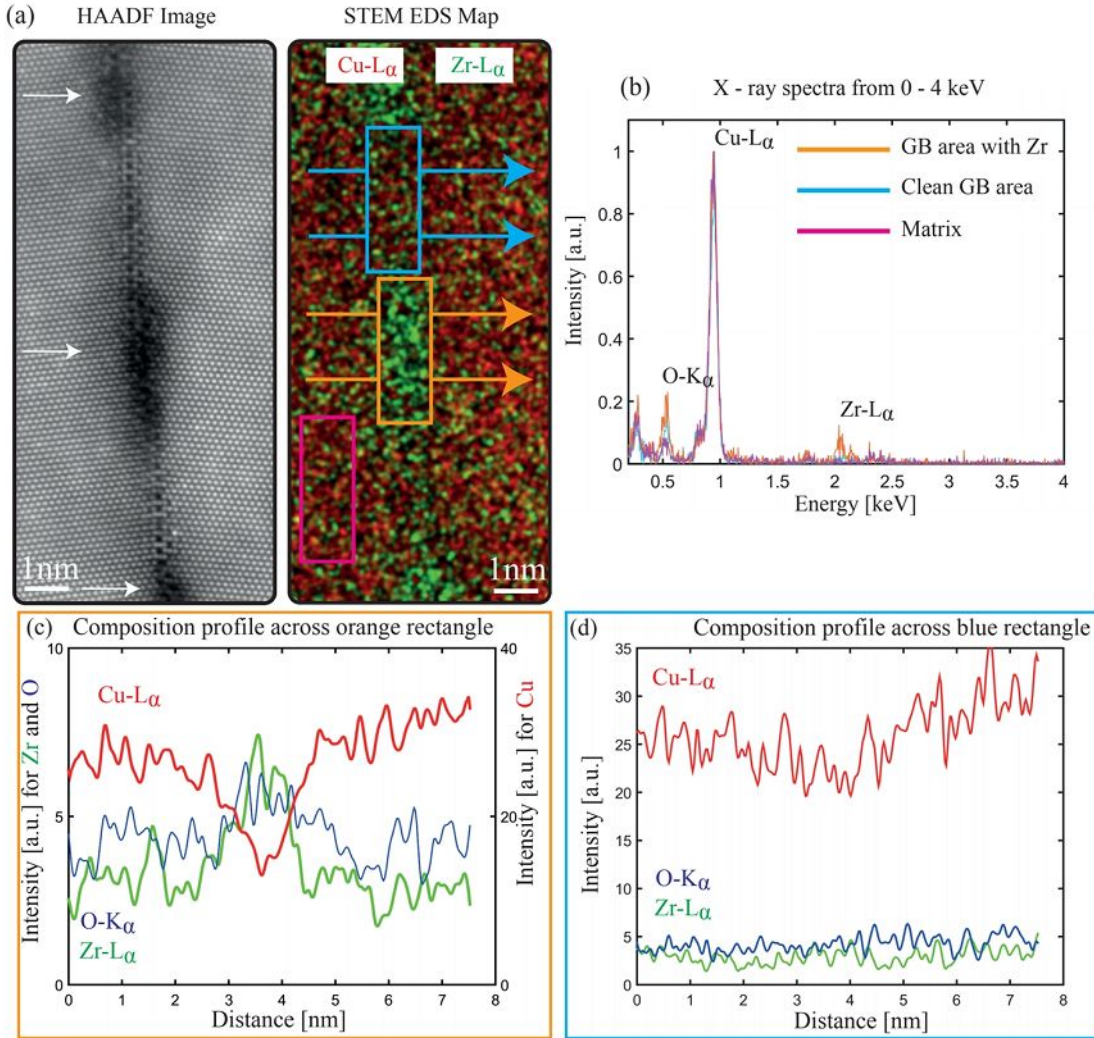 (a) HAADF Image
STEM EDS Map
Cu-Lα
Zr-Lα
1nm
1nm
(b) X - ray spectra from 0 - 4 keV
Cu-Lα
GB area with Zr
Clean GB area
Matrix
O-Kα
Zr-Lα
Intensity [a.u.]
1
0.8
0.6
0.4
0.2
0
0.5 1 1.5 2 2.5 3 3.5 4
Energy [keV]
(c) Composition profile across orange rectangle
Intensity [a.u.] for Zr and O
10
5
0
Cu-Lα
O-Kα
Zr-Lα
40
20
0
Intensity [a.u.] for Cu
0 1 2 3 4 5 6 7 8
Distance [nm]
(d) Composition profile across blue rectangle
Intensity [a.u.]
35
30
25
20
15
10
5
0
Cu-Lα
O-Kα
Zr-Lα
0 1 2 3 4 5 6 7 8
Distance [nm]